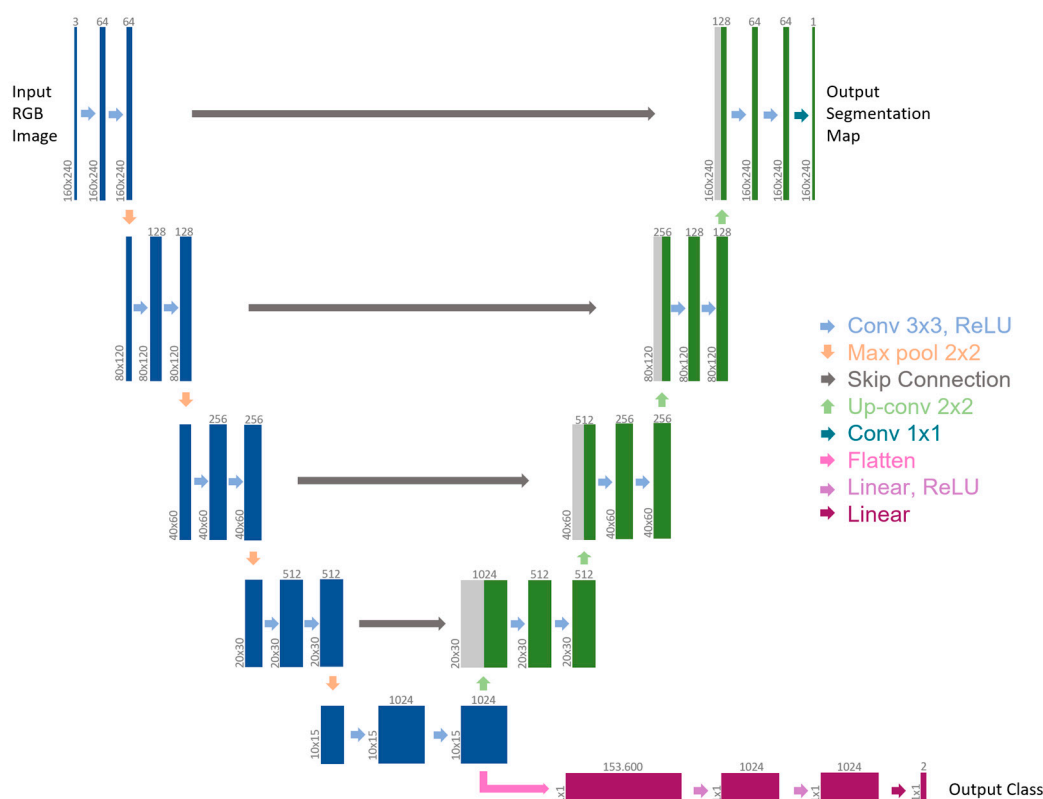 3 64 64
128 64 64 1
Input
RGB
Image
Output
Segmentation
Map
160x240 160x240 160x240
160x240 160x240 160x240 160x240
128 128
256 128 128
80x120 80x120 80x120
80x120 80x120 80x120
Conv 3x3, ReLU
Max pool 2x2
Skip Connection
Up-conv 2x2
Conv 1x1
Flatten
Linear, ReLU
Linear
256 256
512 256 256
40x60 40x60 40x60
40x60 40x60 40x60
512 512
1024 512 512
20x30 20x30 20x30
20x30 20x30 20x30
1024 1024
10x15 10x15 10x15
153.600 1024 1024 2
x1 x1 x1 1x1
Output Class